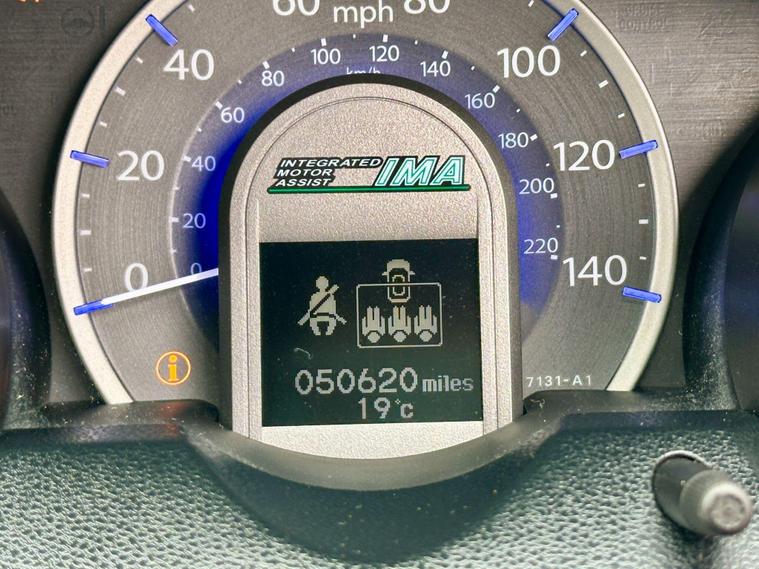 60 mph 80
40
100
20
120
0
140
100 120
km/h
80
140
60
160
40
180
20
200
0
220
INTEGRATED
MOTOR
ASSIST
IMA
i
050620 miles
19°c
7131-A1